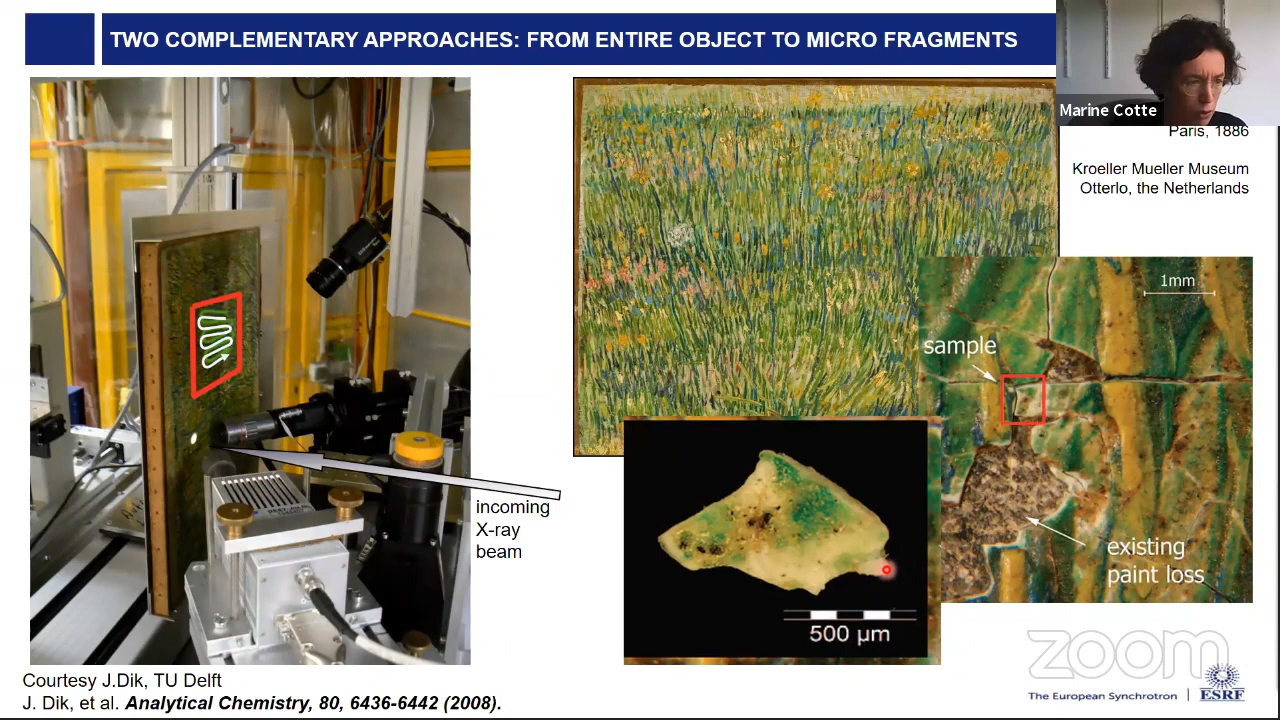 TWO COMPLEMENTARY APPROACHES: FROM ENTIRE OBJECT TO MICRO FRAGMENTS
Marine Cotte
Paris, 1886
Kroeller Mueller Museum
Otterlo, the Netherlands
1mm
sample
incoming
X-ray
beam
existing
paint loss
500 µm
zoom
Courtesy J.Dik, TU Delft
J. Dik, et al. Analytical Chemistry, 80, 6436-6442 (2008).
The European Synchrotron
ESRF